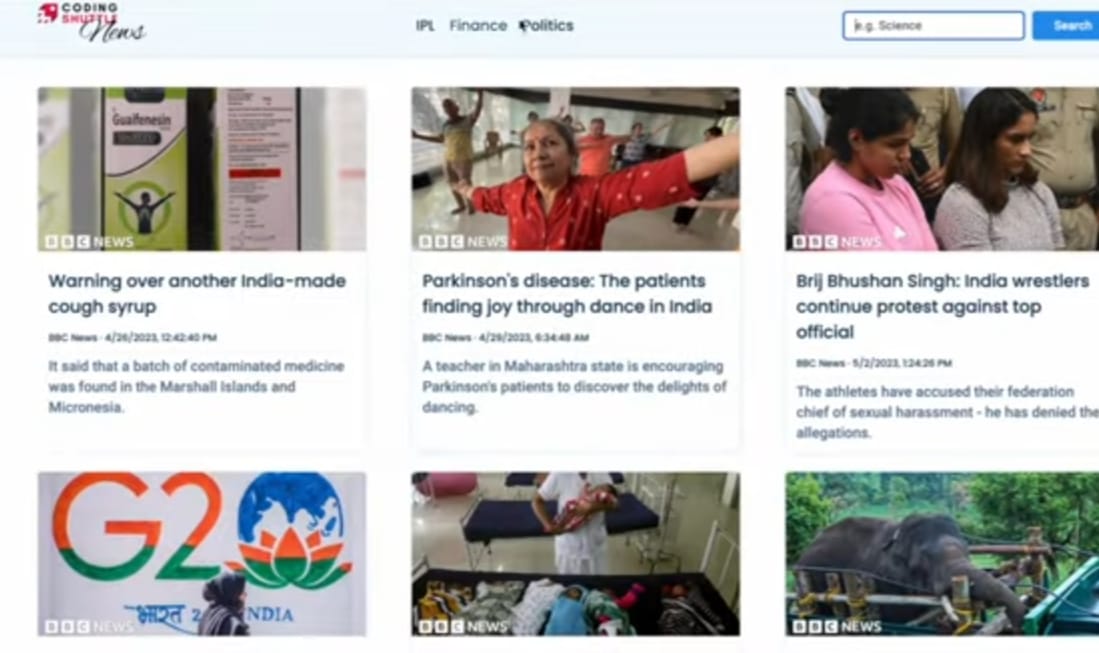 CODING
SHUTTLE
News
IPL Finance Politics
e.g. Science
Search
Guaifenesin
BBC NEWS
BBC NEWS
BBC NEWS
Warning over another India-made
cough syrup
BBC News · 4/26/2023, 12:42:40 PM
It said that a batch of contaminated medicine
was found in the Marshall Islands and
Micronesia.
Parkinson's disease: The patients
finding joy through dance in India
BBC News · 4/29/2023, 6:34:48 AM
A teacher in Maharashtra state is encouraging
Parkinson's patients to discover the delights of
dancing.
Brij Bhushan Singh: India wrestlers
continue protest against top
official
BBC News · 5/2/2023, 1:24:26 PM
The athletes have accused their federation
chief of sexual harassment - he has denied the
allegations.
G20
भारत 2 INDIA
BBC NEWS
BBC NEWS
BBC NEWS